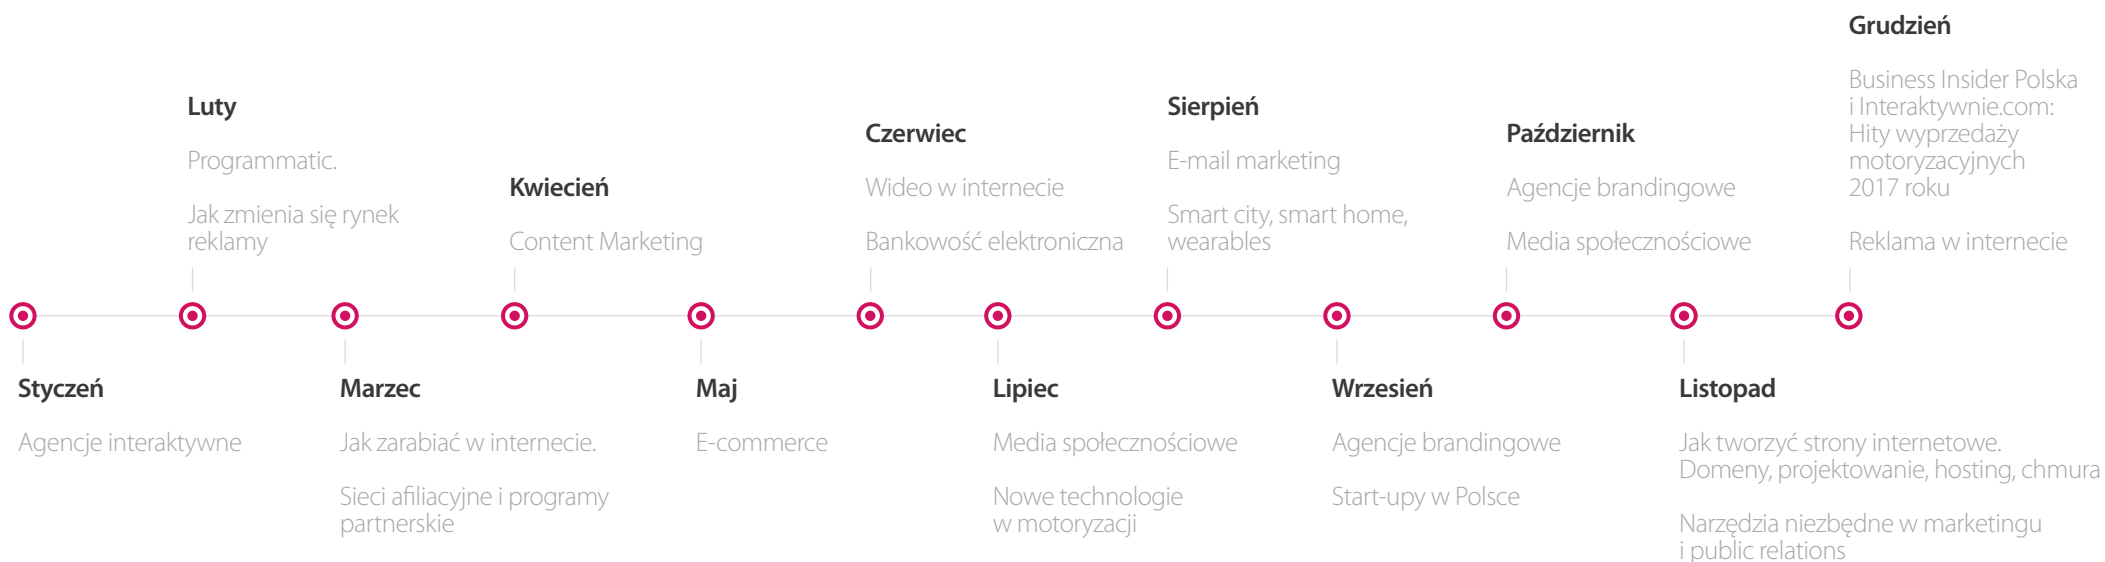 Styczeń
Agencje interaktywne
Luty
Programmatic.
Jak zmienia się rynek
reklamy
Marzec
Jak zarabiać w internecie.
Sieci afiliacyjne i programy
partnerskie
Kwiecień
Content Marketing
Maj
E-commerce
Czerwiec
Wideo w internecie
Bankowość elektroniczna
Lipiec
Media społecznościowe
Nowe technologie
w motoryzacji
Sierpień
E-mail marketing
Smart city, smart home,
wearables
Wrzesień
Agencje brandingowe
Start-upy w Polsce
Październik
Agencje brandingowe
Media społecznościowe
Listopad
Jak tworzyć strony internetowe.
Domeny, projektowanie, hosting, chmura
Narzędzia niezbędne w marketingu
i public relations
Grudzień
Business Insider Polska
i Interaktywnie.com:
Hity wyprzedaży
motoryzacyjnych
2017 roku
Reklama w internecie